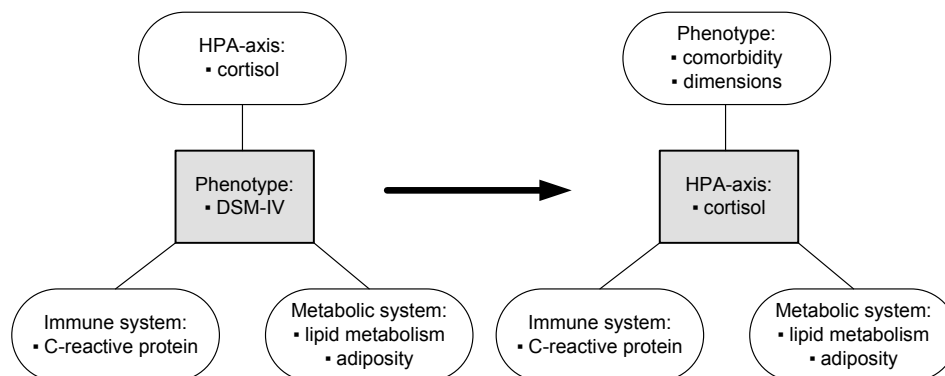 HPA-axis:
▪ cortisol
Phenotype:
▪ DSM-IV
Immune system:
▪ C-reactive protein
Metabolic system:
▪ lipid metabolism
▪ adiposity
Phenotype:
▪ comorbidity
▪ dimensions
HPA-axis:
▪ cortisol
Immune system:
▪ C-reactive protein
Metabolic system:
▪ lipid metabolism
▪ adiposity